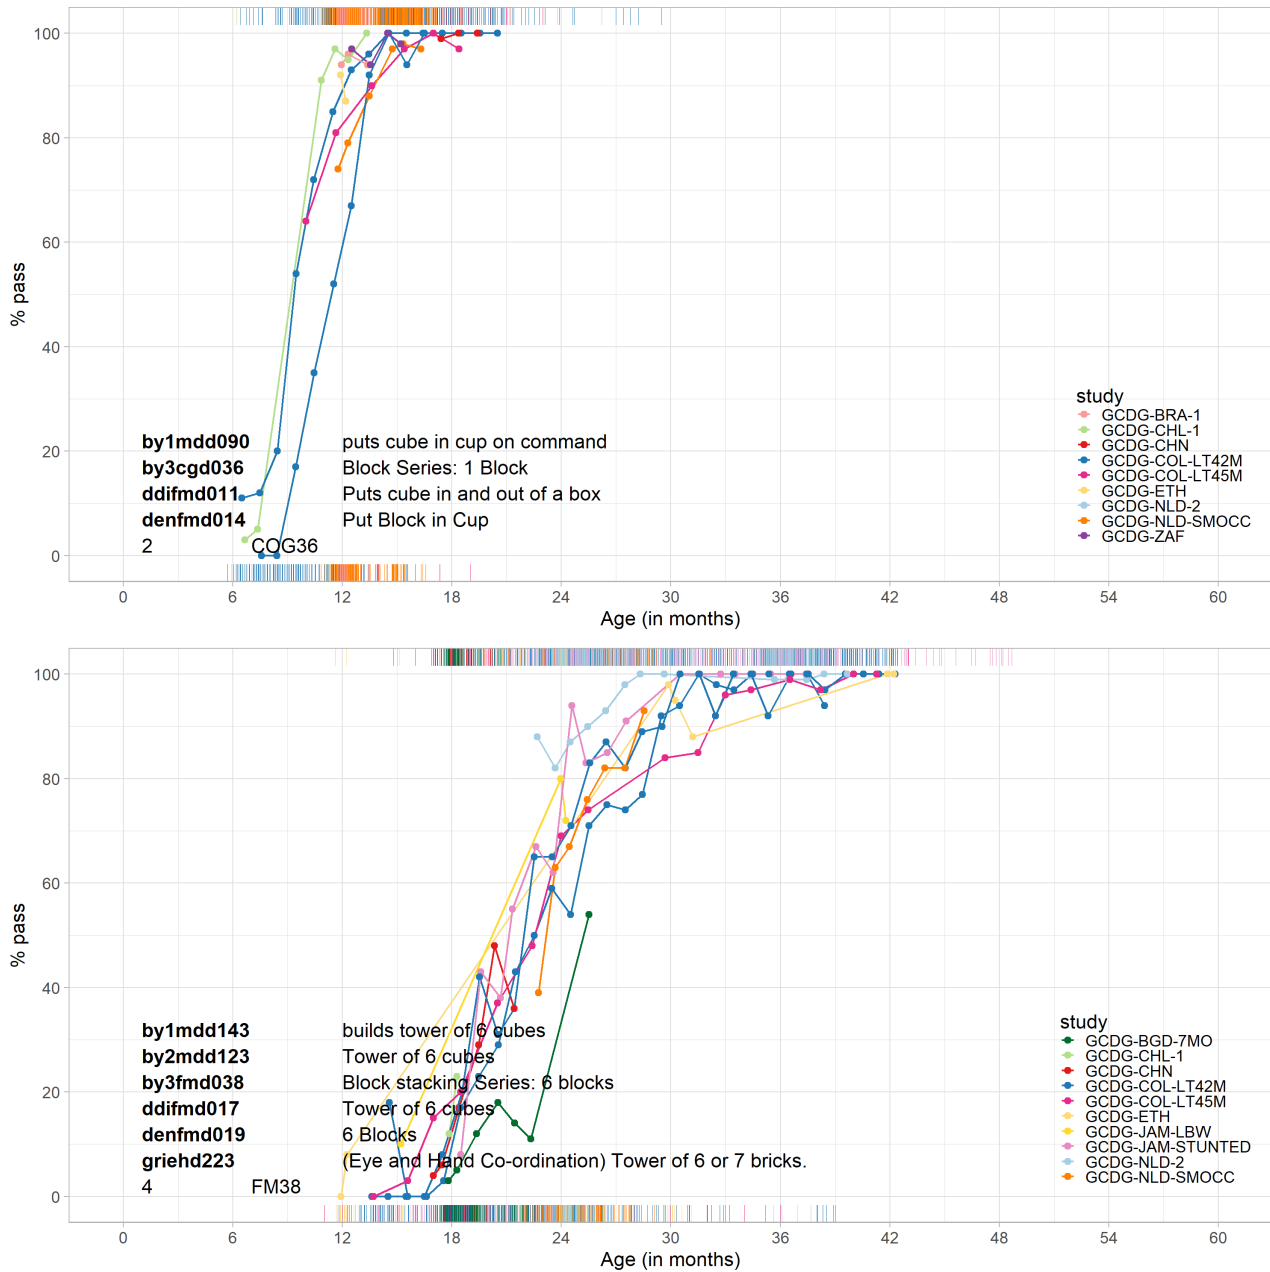 100
80
60
40
20
0
% pass
by1mdd090 puts cube in cup on command
by3cgd036 Block Series: 1 Block
ddifmd011 Puts cube in and out of a box
denfmd014 Put Block in Cup
2 COG36
study
GCDG-BRA-1
GCDG-CHL-1
GCDG-CHN
GCDG-COL-LT42M
GCDG-COL-LT45M
GCDG-ETH
GCDG-NLD-2
GCDG-NLD-SMOCC
GCDG-ZAF
0 6 12 18 24 30 36 42 48 54 60
Age (in months)
100
80
60
40
20
0
% pass
by1mdd143 builds tower of 6 cubes
by2mdd123 Tower of 6 cubes
by3fmd038 Block stacking Series: 6 blocks
ddifmd017 Tower of 6 cubes
denfmd019 6 Blocks
griehd223 (Eye and Hand Co-ordination) Tower of 6 or 7 bricks.
4 FM38
study
GCDG-BGD-7MO
GCDG-CHL-1
GCDG-CHN
GCDG-COL-LT42M
GCDG-COL-LT45M
GCDG-ETH
GCDG-JAM-LBW
GCDG-JAM-STUNTED
GCDG-NLD-2
GCDG-NLD-SMOCC
0 6 12 18 24 30 36 42 48 54 60
Age (in months)